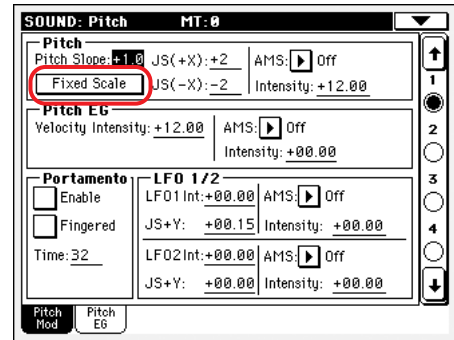 SOUND: Pitch MT:0
Pitch
Pitch Slope:+1.0 JS(+X):+2 AMS: Off
Fixed Scale JS(-X):-2 Intensity:+12.00
Pitch EG
Velocity Intensity:+12.00 AMS: Off
Intensity:+00.00
Portamento LFO 1/2
Enable LFO1 Int:+00.00 AMS: Off
Fingered JS+Y: +00.15 Intensity: +00.00
Time:32 LFO2 Int:+00.00 AMS: Off
JS+Y: +00.00 Intensity: +00.00
1
2
3
4
Pitch Mod
Pitch EG